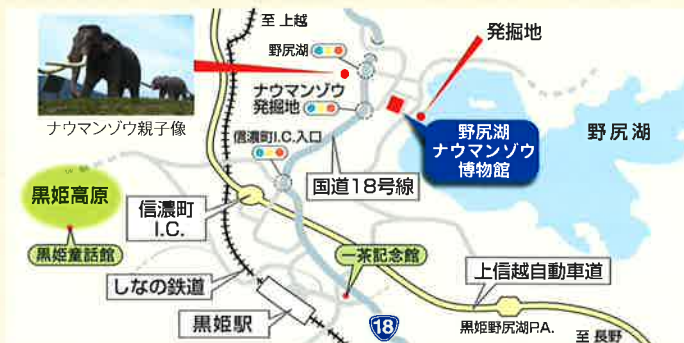 至 上越
野尻湖
発掘地
ナウマンゾウ親子像
ナウマンゾウ
発掘地
野尻湖
ナウマンゾウ
博物館
野尻湖
信濃町I.C.入口
国道18号線
黒姫高原
信濃町
I.C.
黒姫童話館
一茶記念館
上信越自動車道
しなの鉄道
黒姫駅
18
黒姫野尻湖P.A.
至 長野